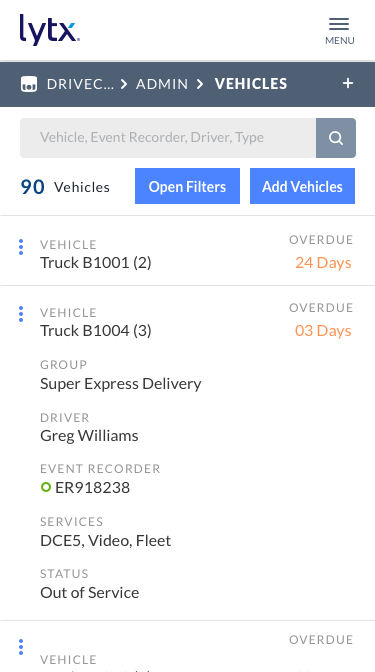 lytx.
MENU
DRIVEC... > ADMIN > VEHICLES +
Vehicle, Event Recorder, Driver, Type
90 Vehicles Open Filters Add Vehicles
VEHICLE OVERDUE
Truck B1001 (2) 24 Days
VEHICLE OVERDUE
Truck B1004 (3) 03 Days
GROUP
Super Express Delivery
DRIVER
Greg Williams
EVENT RECORDER
ER918238
SERVICES
DCE5, Video, Fleet
STATUS
Out of Service
OVERDUE
VEHICLE